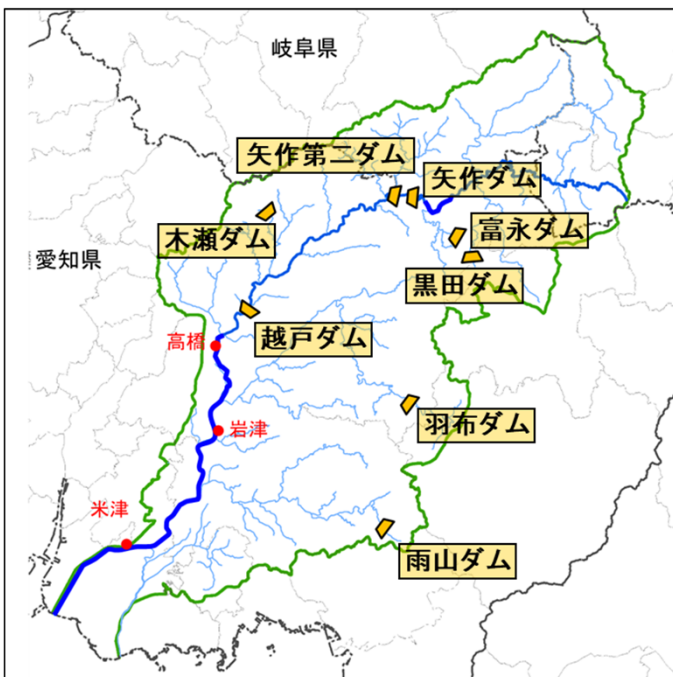 岐阜県
矢作第二ダム
矢作ダム
木瀬ダム
富永ダム
愛知県
黒田ダム
高橋
越戸ダム
羽布ダム
岩津
米津
雨山ダム